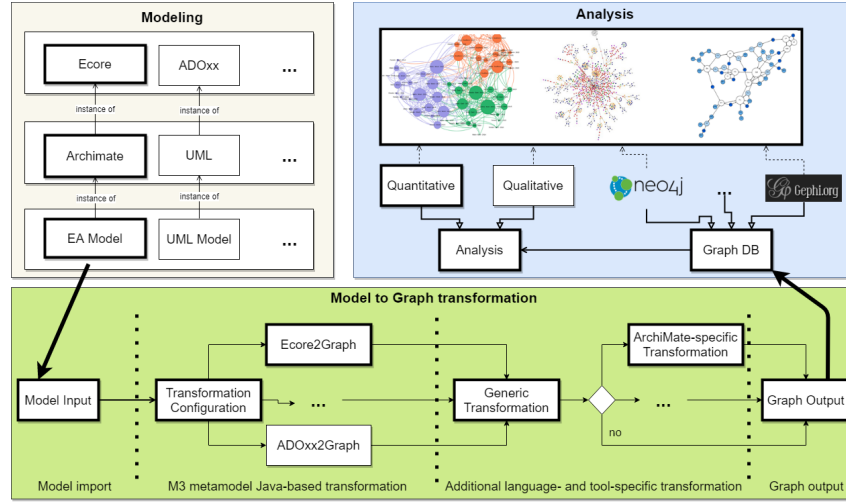 Modeling
Ecore
ADOxx
...
instance of
instance of
Archimate
UML
...
instance of
instance of
EA Model
UML Model
...
Analysis
Quantitative
Qualitative
neo4j
...
Gephi.org
Analysis
Graph DB
Model to Graph transformation
Ecore2Graph
ArchiMate-specific
Transformation
Model Input
Transformation
Configuration
...
Generic
Transformation
...
Graph Output
ADOxx2Graph
no
Model import
M3 metamodel Java-based transformation
Additional language- and tool-specific transformation
Graph output